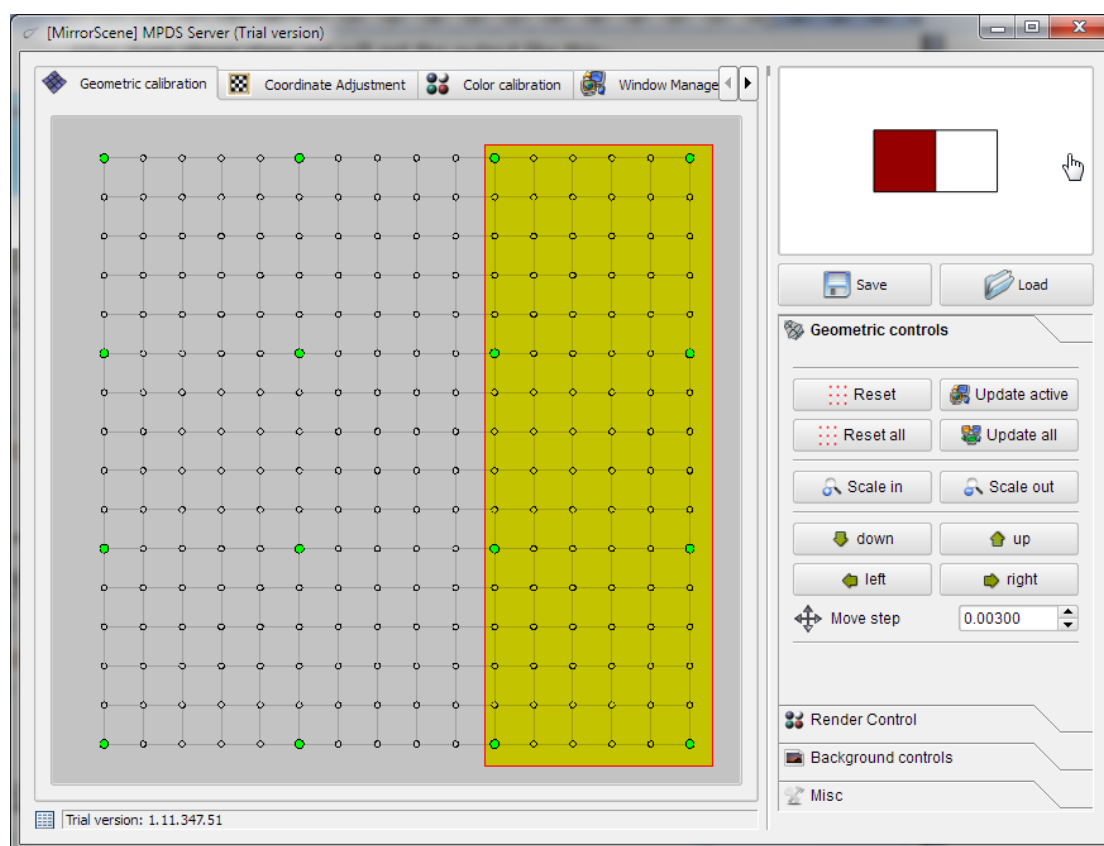 [MirrorScene] MPDS Server (Trial version)
Geometric calibration
Coordinate Adjustment
Color calibration
Window Manage
Save
Load
Geometric controls
Reset
Update active
Reset all
Update all
Scale in
Scale out
down
up
left
right
Move step
0.00300
Render Control
Background controls
Misc
Trial version: 1.11.347.51